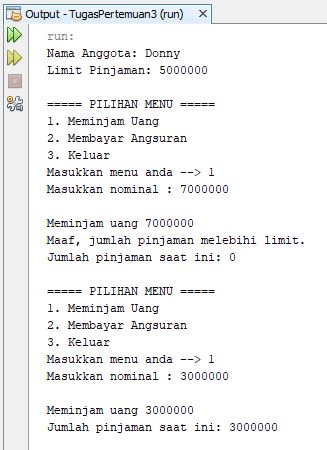 Output - TugasPertemuan3 (run)
run:
Nama Anggota: Donny
Limit Pinjaman: 5000000
===== PILIHAN MENU =====
1. Meminjam Uang
2. Membayar Angsuran
3. Keluar
Masukkan menu anda --> 1
Masukkan nominal : 7000000
Meminjam uang 7000000
Maaf, jumlah pinjaman melebihi limit.
Jumlah pinjaman saat ini: 0
===== PILIHAN MENU =====
1. Meminjam Uang
2. Membayar Angsuran
3. Keluar
Masukkan menu anda --> 1
Masukkan nominal : 3000000
Meminjam uang 3000000
Jumlah pinjaman saat ini: 3000000